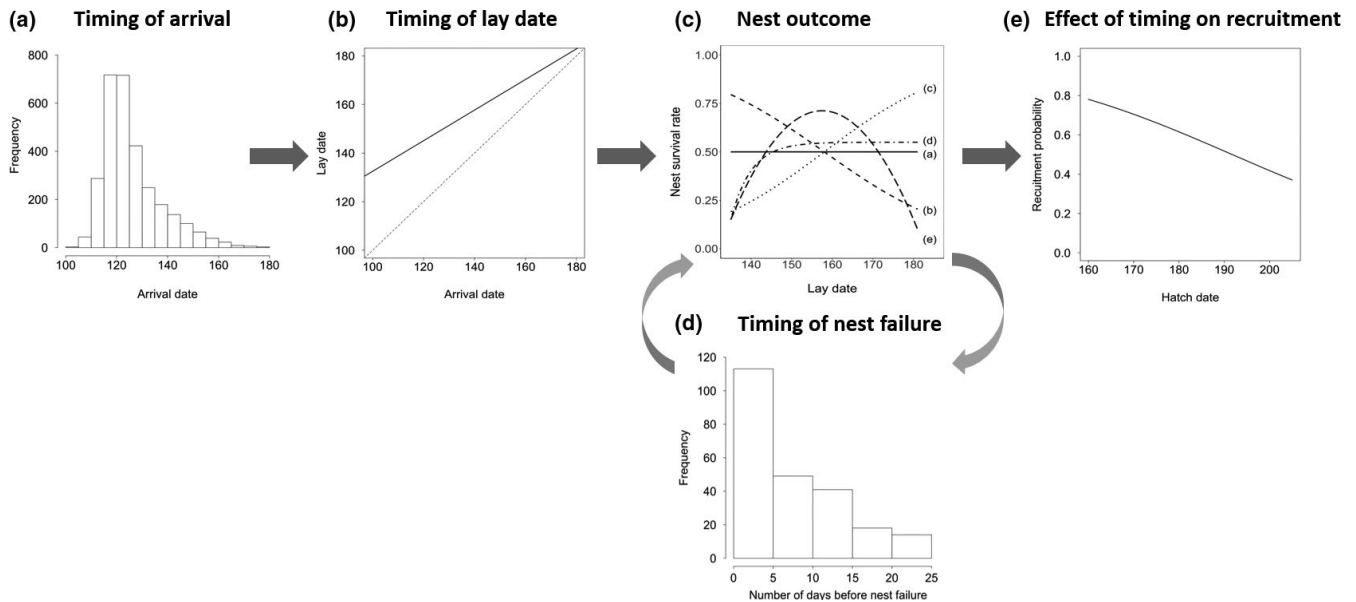 (a) Timing of arrival
800
600
400
200
0
Frequency
100 120 140 160 180
Arrival date
(b) Timing of lay date
180
160
140
120
100
Lay date
100 120 140 160 180
Arrival date
(c) Nest outcome
1.00
0.75
0.50
0.25
0.00
Nest survival rate
(c)
(d)
(a)
(b)
(e)
140 150 160 170 180
Lay date
(d) Timing of nest failure
120
100
80
60
40
20
0
Frequency
0 5 10 15 20 25
Number of days before nest failure
(e) Effect of timing on recruitment
1.0
0.8
0.6
0.4
0.2
0.0
Recruitment probability
160 170 180 190 200
Hatch date